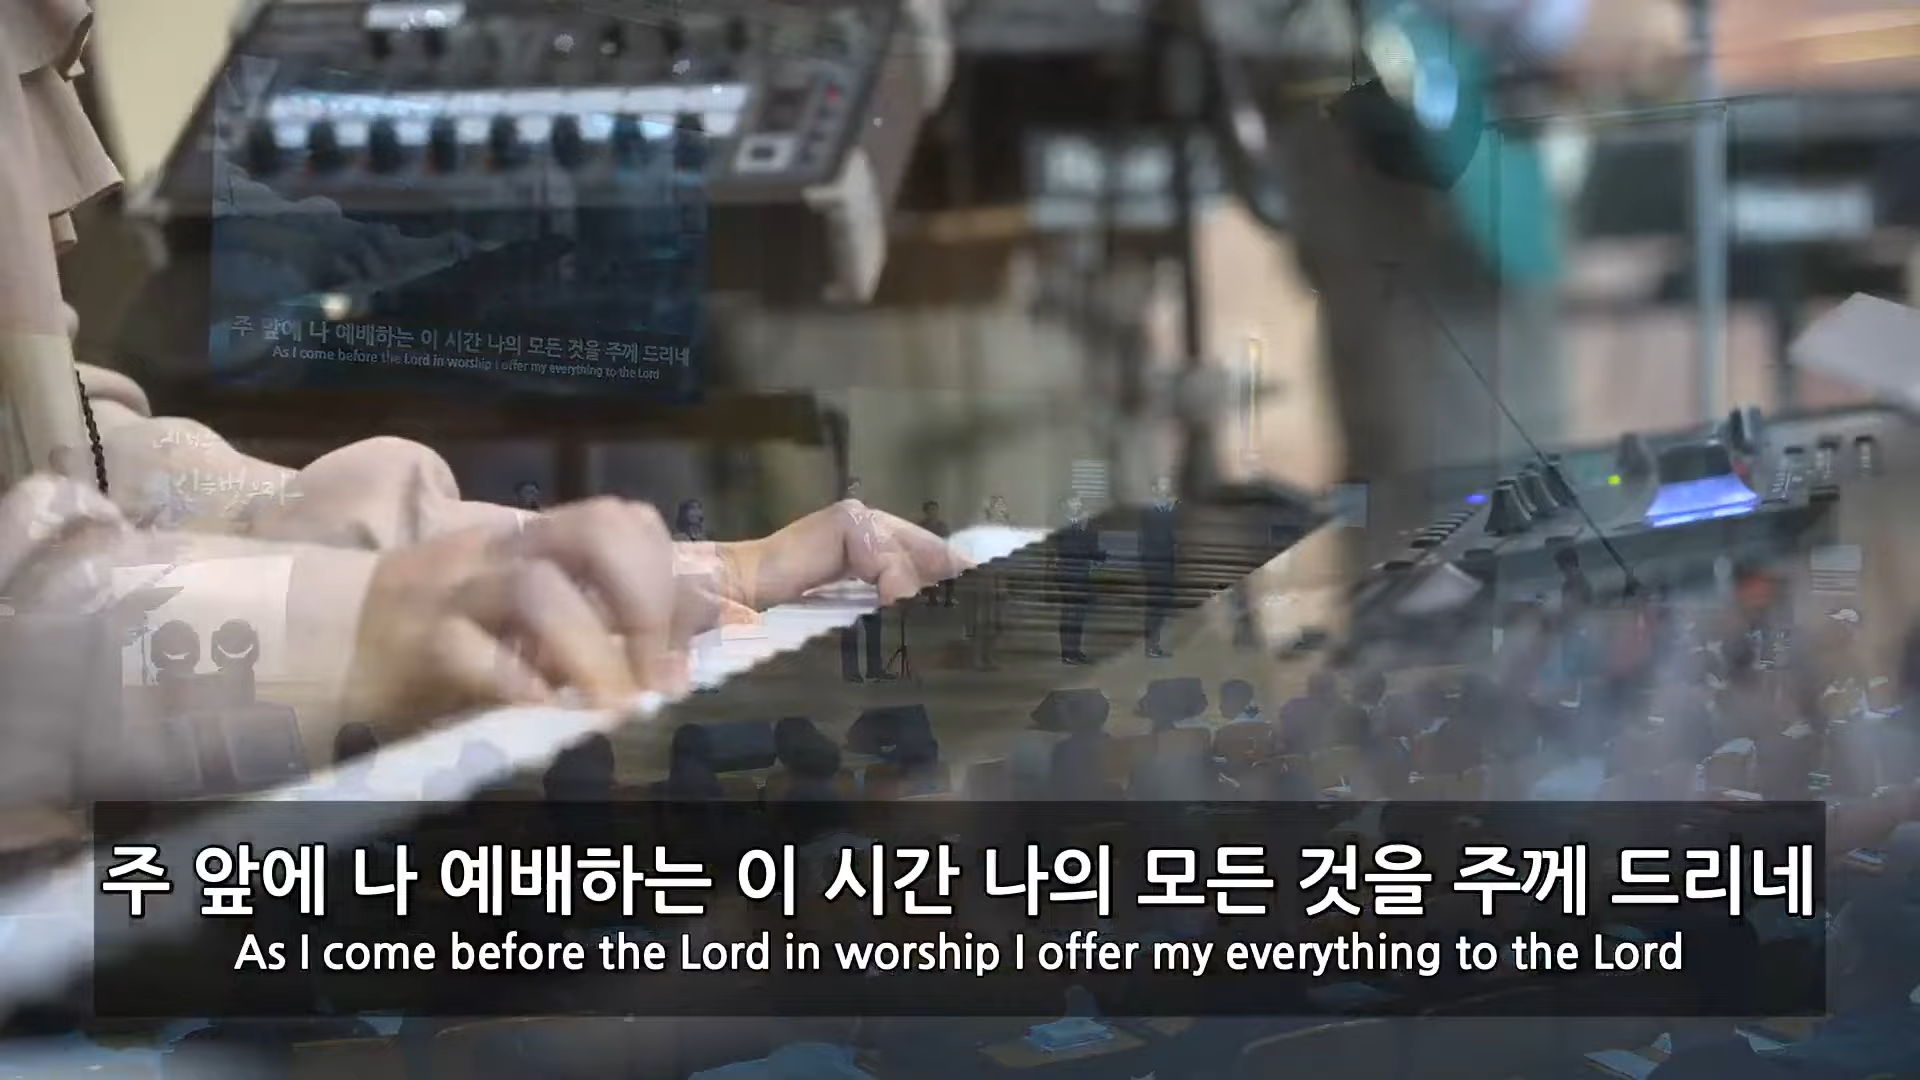 주 앞에 나 예배하는 이 시간 나의 모든 것을 주께 드리네
As I come before the Lord in worship I offer my everything to the Lord
주 앞에 나 예배하는 이 시간 나의 모든 것을 주께 드리네
As I come before the Lord in worship I offer my everything to the Lord